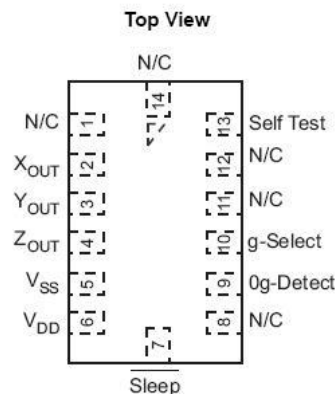 Top View
N/C
14
N/C 1 13 Self Test
XOUT 2 12 N/C
YOUT 3 11 N/C
ZOUT 4 10 g-Select
VSS 5 9 0g-Detect
VDD 6 8 N/C
7
Sleep